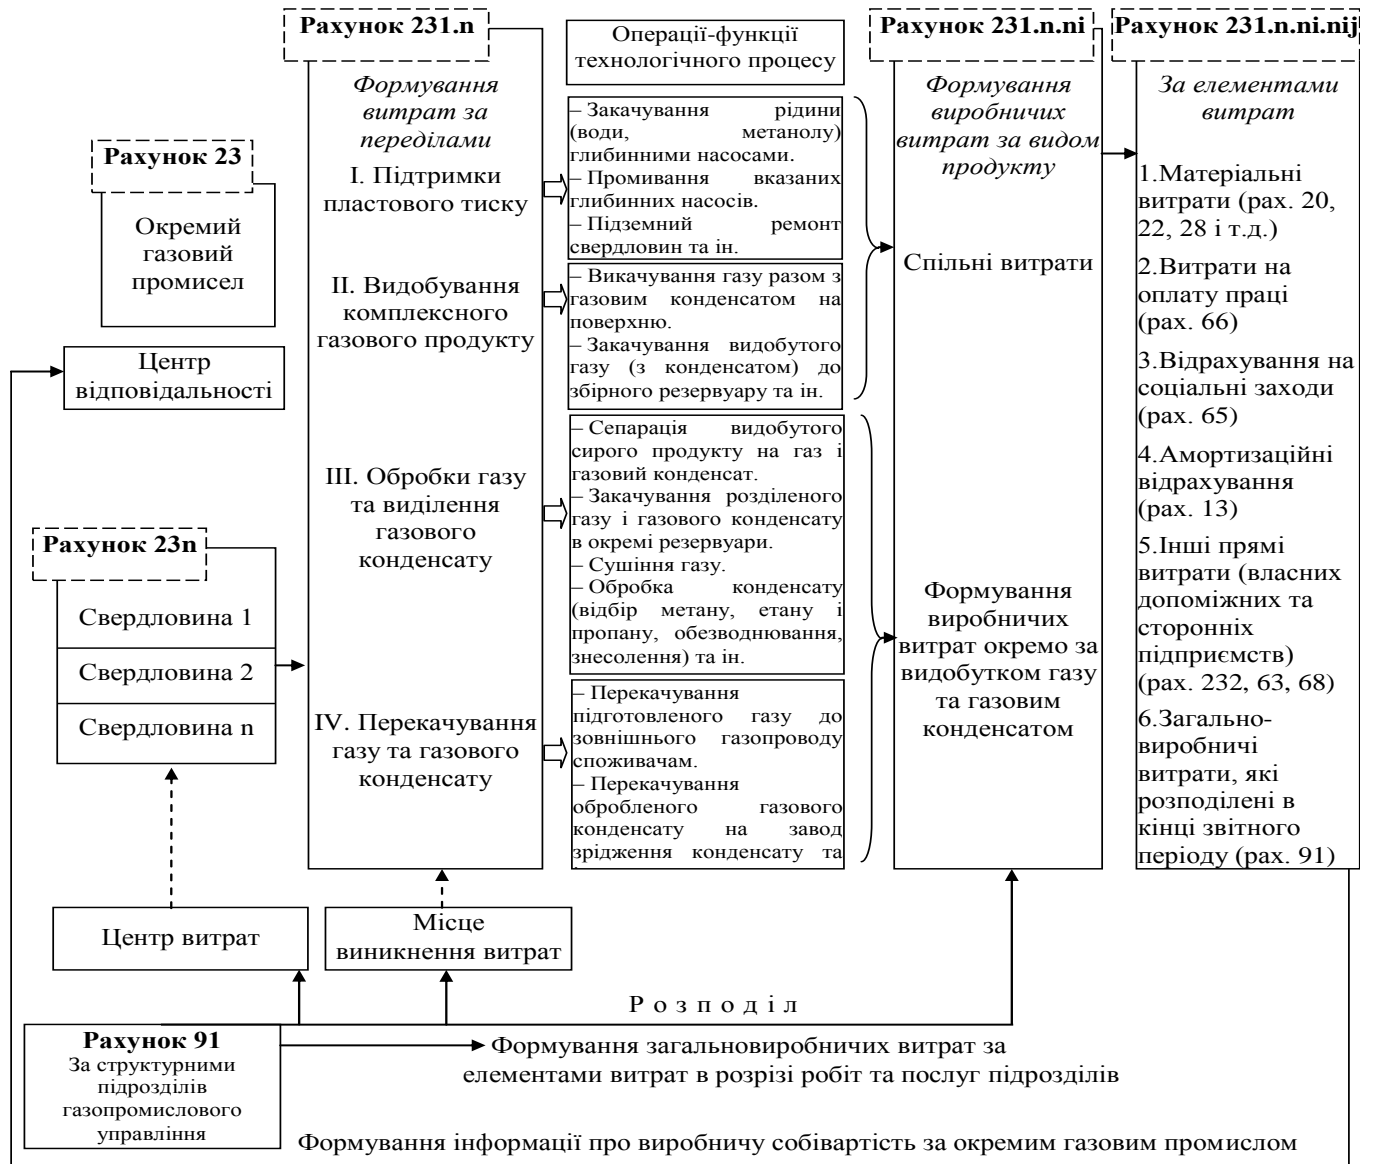 Рахунок 23
Окремий
газовий
промисел
Центр
відповідальності
Рахунок 23n
Свердловина 1
Свердловина 2
Свердловина n
Центр витрат
Рахунок 231.n
Формування
витрат за
переділами
І. Підтримки
пластового тиску
ІІ. Видобування
комплексного
газового продукту
ІІІ. Обробки газу
та виділення
газового
конденсату
IV. Перекачування
газу та газового
конденсату
Місце
виникнення витрат
Операції-функції
технологічного процесу
– Закачування рідини
(води, метанолу)
глибинними насосами.
– Промивання вказаних
глибинних насосів.
– Підземний ремонт
свердловин та ін.
– Викачування газу разом з
газовим конденсатом на
поверхню.
– Закачування видобутого
газу (з конденсатом) до
збірного резервуару та ін.
– Сепарація видобутого
сирого продукту на газ і
газовий конденсат.
– Закачування розділеного
газу і газового конденсату
в окремі резервуари.
– Сушіння газу.
– Обробка конденсату
(відбір метану, етану і
пропану, обезводнювання,
знесолення) та ін.
– Перекачування
підготовленого газу до
зовнішнього газопроводу
споживачам.
– Перекачування
обробленого газового
конденсату на завод
зрідження конденсату та
Рахунок 231.n.ni
Формування
виробничих
витрат за видом
продукту
Спільні витрати
Формування
виробничих
витрат окремо за
видобутком газу
та газовим
конденсатом
Рахунок 231.n.ni.nij
За елементами
витрат
1.Матеріальні
витрати (рах. 20,
22, 28 і т.д.)
2.Витрати на
оплату праці
(рах. 66)
3.Відрахування на
соціальні заходи
(рах. 65)
4.Амортизаційні
відрахування
(рах. 13)
5.Інші прямі
витрати (власних
допоміжних та
сторонніх
підприємств)
(рах. 232, 63, 68)
6.Загально-
виробничі
витрати, які
розподілені в
кінці звітного
періоду (рах. 91)
Розподіл
Рахунок 91
За структурними
підрозділів
газопромислового
управління
Формування загальновиробничих витрат за
елементами витрат в розрізі робіт та послуг підрозділів
Формування інформації про виробничу собівартість за окремим газовим промислом